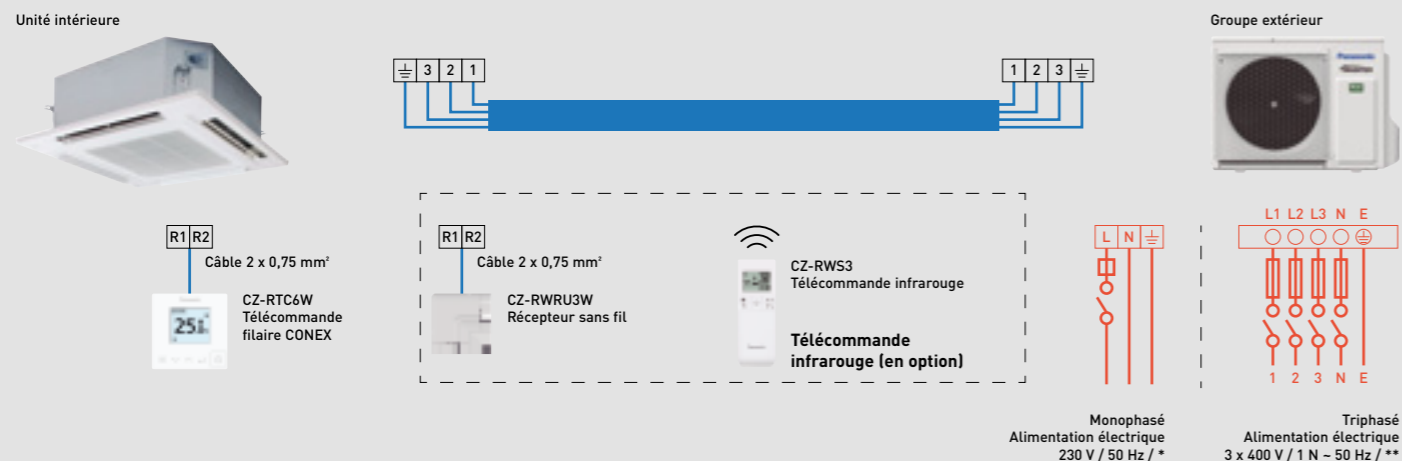 Unité intérieure
Groupe extérieur
⏚ 3 2 1
1 2 3 ⏚
Panasonic
R1 R2
Câble 2 x 0,75 mm²
CZ-RTC6W
Télécommande
filaire CONEX
R1 R2
Câble 2 x 0,75 mm²
CZ-RWRU3W
Récepteur sans fil
CZ-RWS3
Télécommande infrarouge
Télécommande
infrarouge (en option)
L N ⏚
L1 L2 L3 N E
1 2 3 N E
Monophasé
Alimentation électrique
230 V / 50 Hz / *
Triphasé
Alimentation électrique
3 x 400 V / 1 N ~ 50 Hz / **